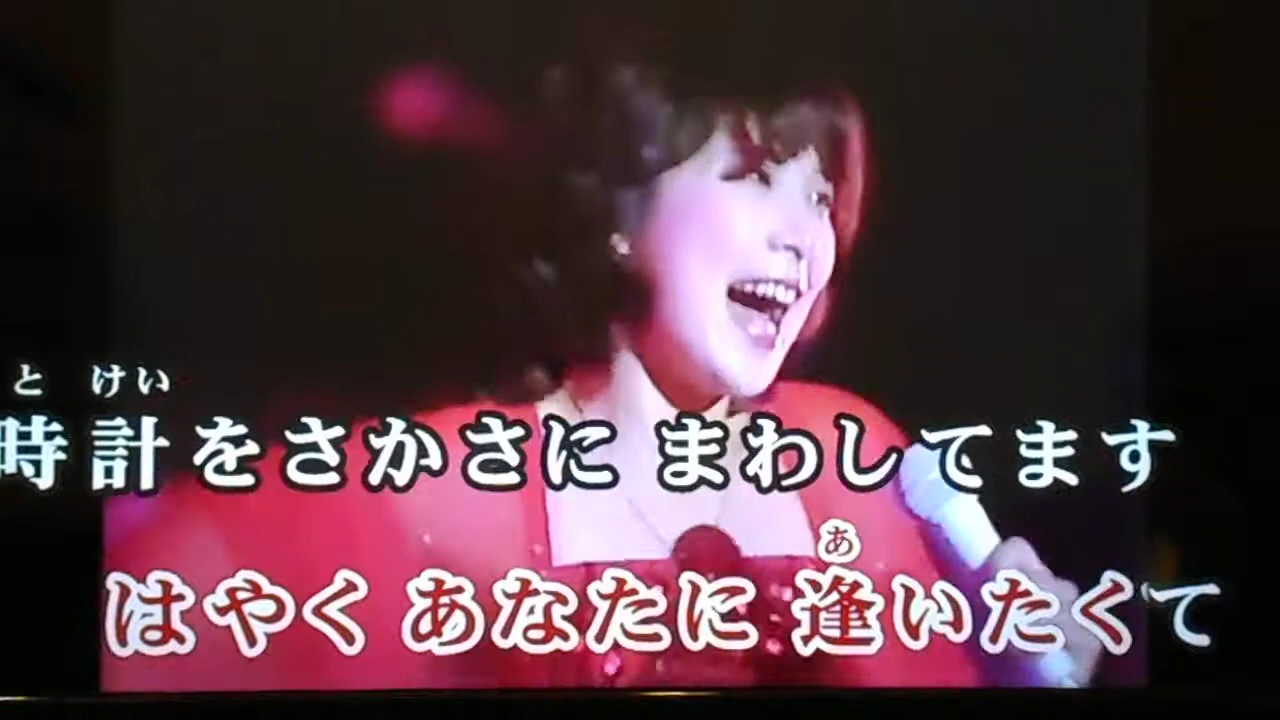 とけい
時計をさかさに まわしてます
あ
はやく あなたに 逢いたくて